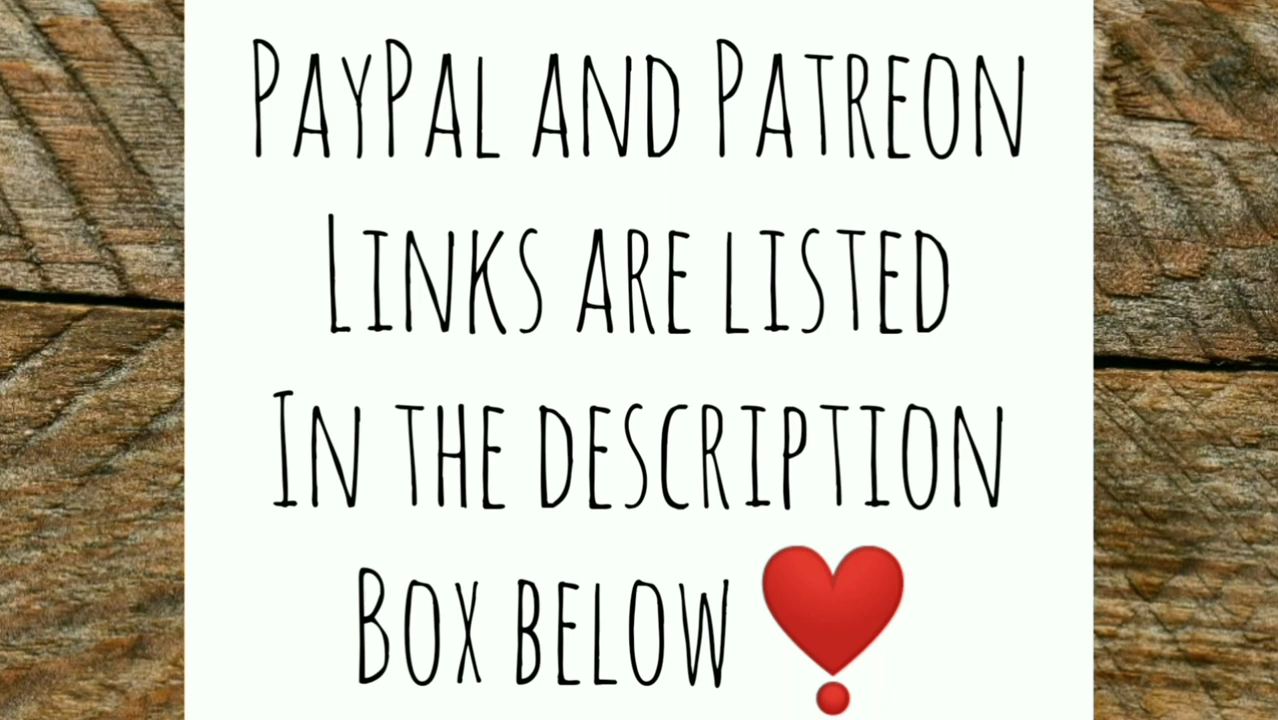 PayPal and Patreon
Links are listed
In the description
Box below ❣